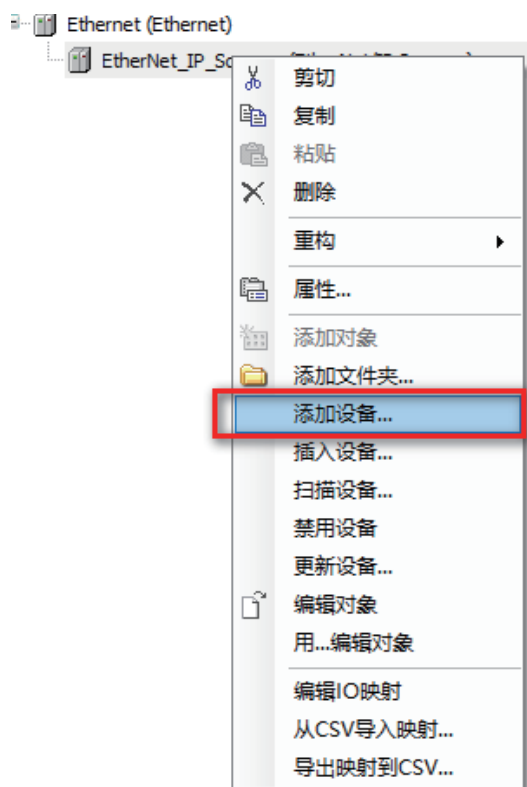 Ethernet (Ethernet)
EtherNet_IP_Sc
剪切
复制
粘贴
删除
重构
属性...
添加对象
添加文件夹...
添加设备...
插入设备...
扫描设备...
禁用设备
更新设备...
编辑对象
用...编辑对象
编辑IO映射
从CSV导入映射...
导出映射到CSV...